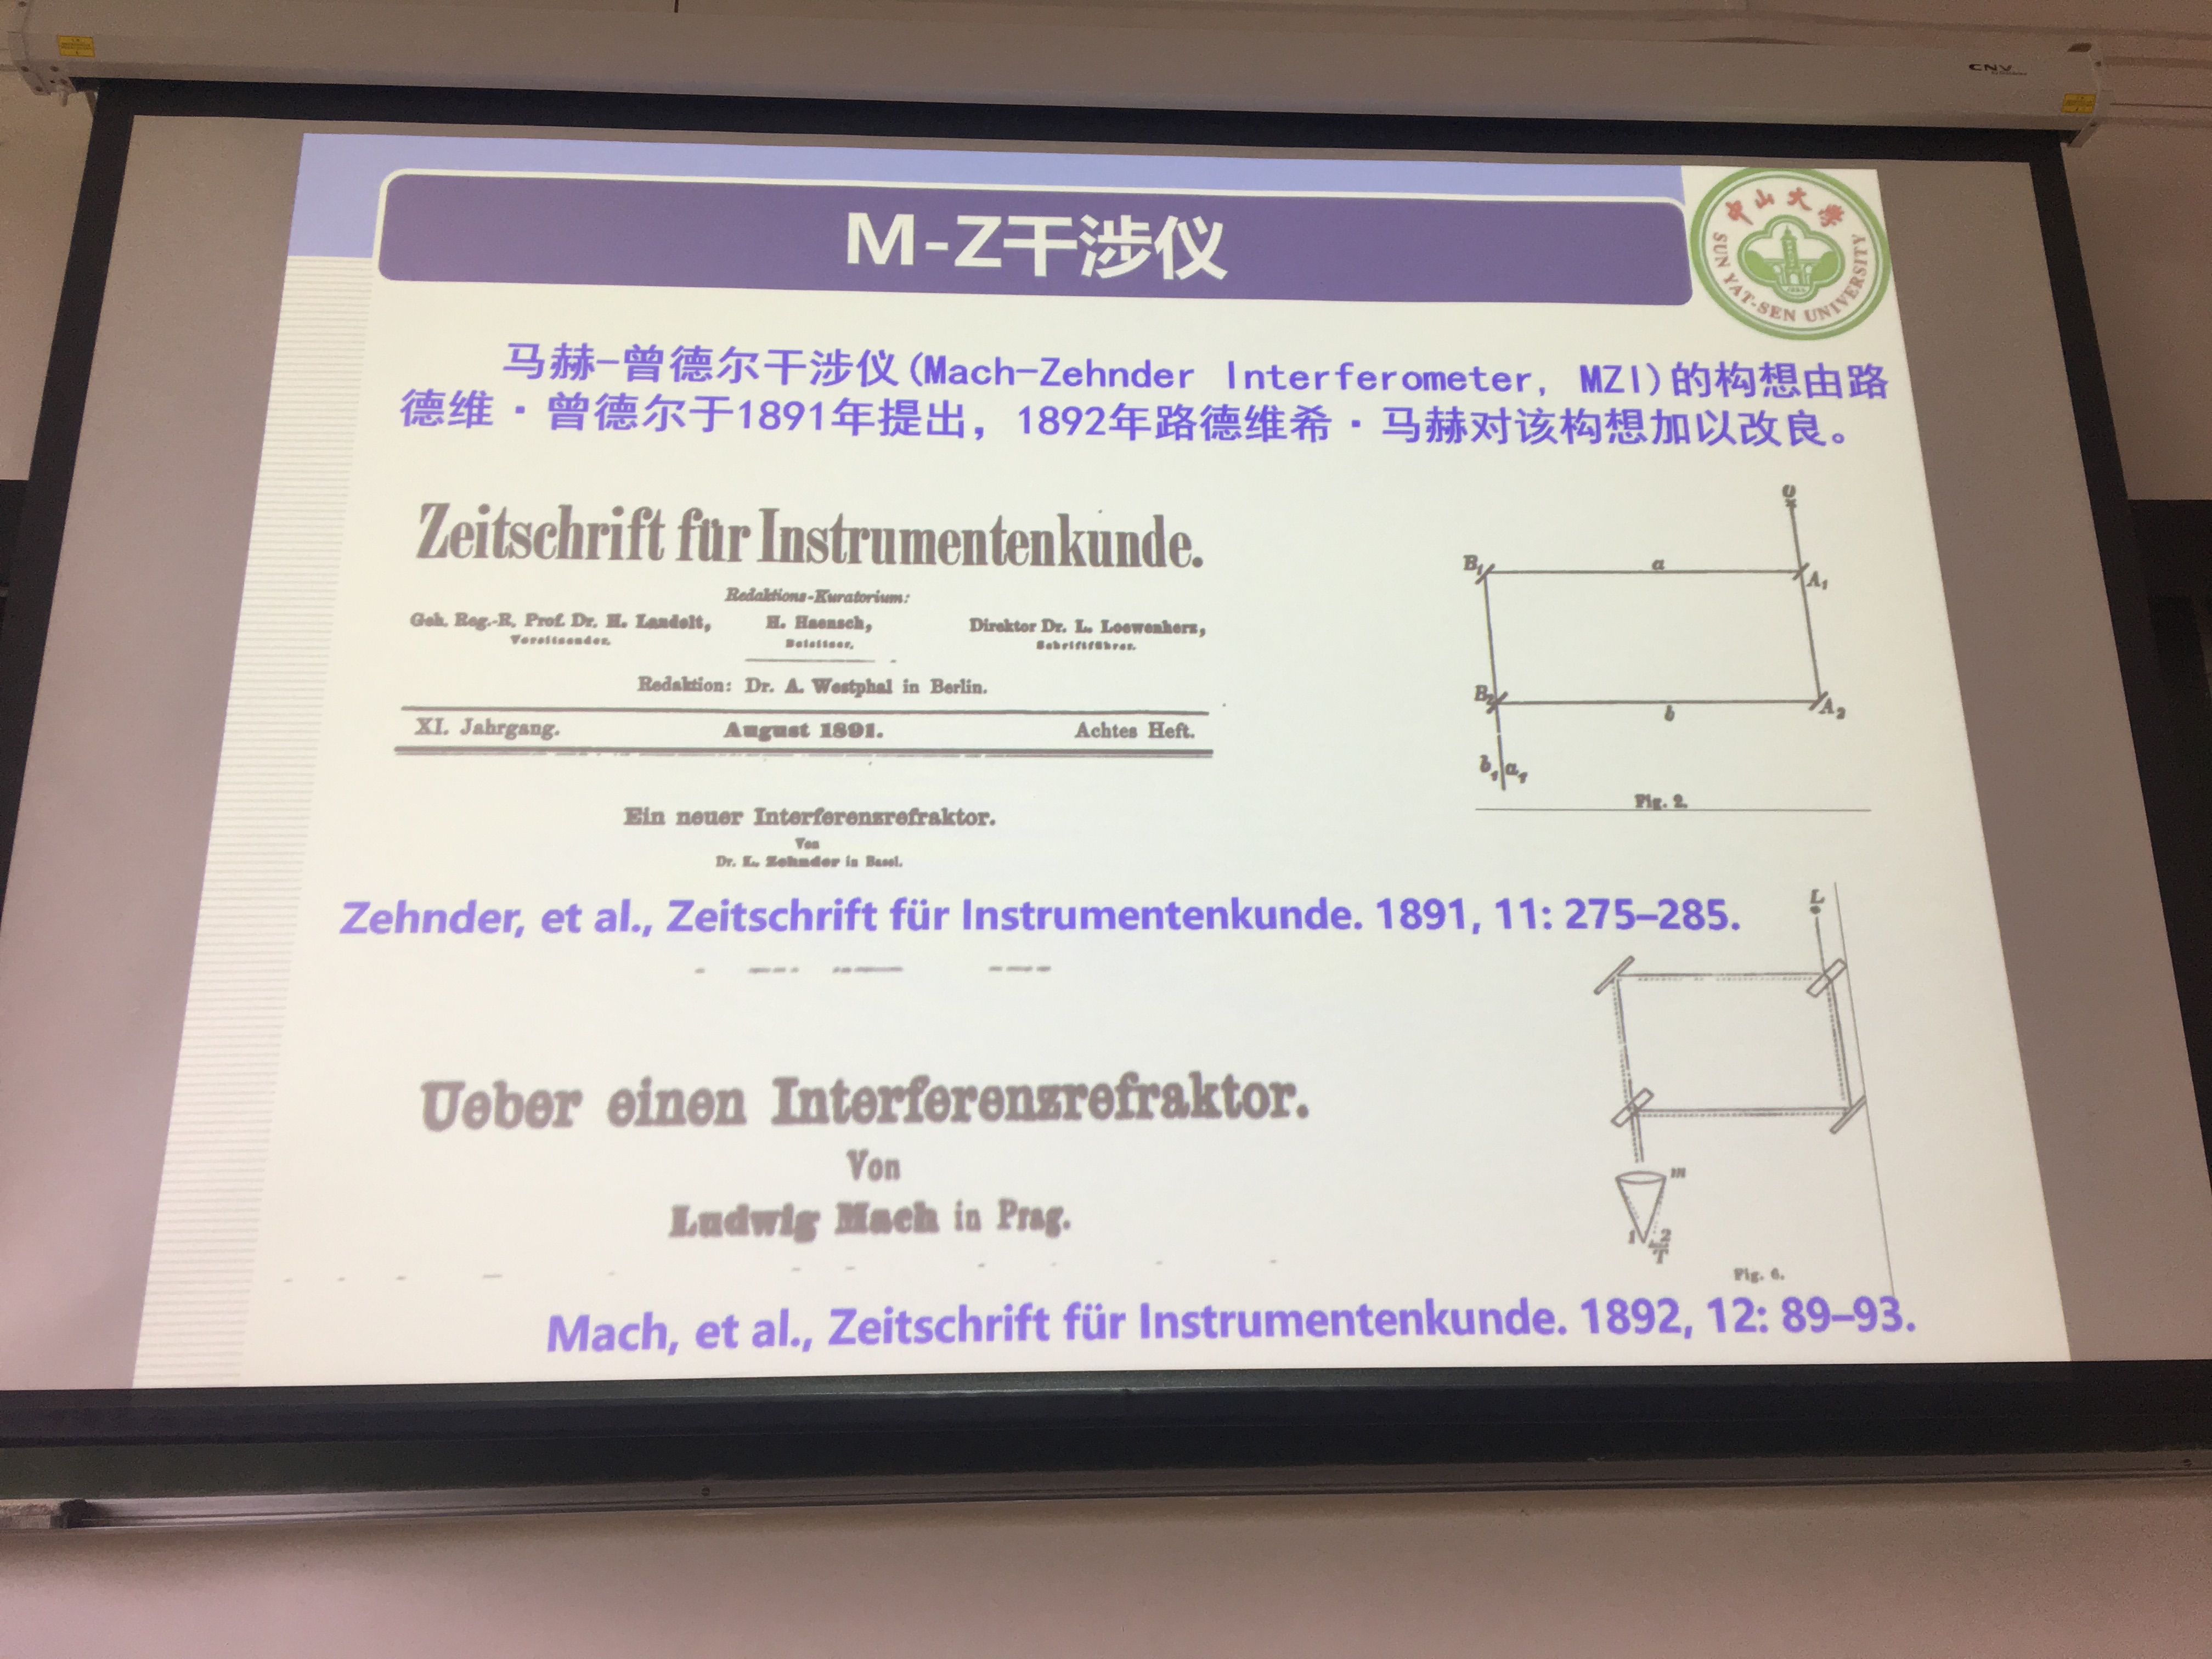 CNV
M-Z干涉仪
中山大学
SUN YAT-SEN UNIVERSITY
马赫-曾德尔干涉仪(Mach-Zehnder Interferometer, MZI)的构想由路
德维·曾德尔于1891年提出，1892年路德维希·马赫对该构想加以改良。
Zeitschrift für Instrumentenkunde.
Redaktions-Kuratorium:
Geh. Reg.-R. Prof. Dr. H. Landolt, H. Haensch, Direktor Dr. L. Loewenherz,
Vorsitzender. Beisitzer. Schriftführer.
Redaktion: Dr. A. Westphal in Berlin.
XI. Jahrgang. August 1891. Achtes Heft.
Ein neuer Interferenzrefraktor.
Von
Dr. L. Zehnder in Basel.
B1 a A1
B2 b A2
b1 a1
Fig. 2.
Zehnder, et al., Zeitschrift für Instrumentenkunde. 1891, 11: 275–285.
L
Ueber einen Interferenzrefraktor.
Von
Ludwig Mach in Prag.
m
1 2
T
Fig. 6.
Mach, et al., Zeitschrift für Instrumentenkunde. 1892, 12: 89–93.